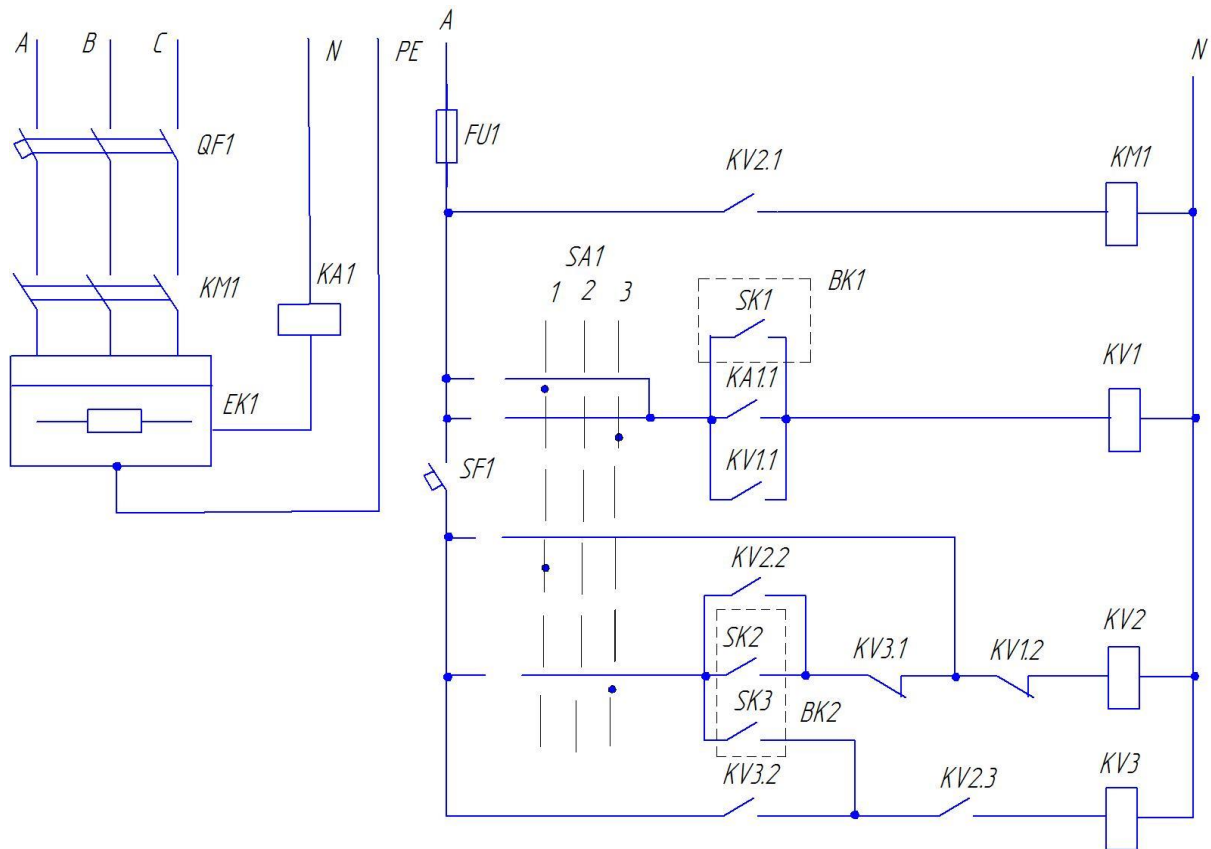 A B C N PE A N
QF1
FU1
KV2.1
KM1
KM1
KA1
SA1
1 2 3
BK1
SK1
EK1
KA1.1
KV1
SF1
KV1.1
KV2.2
SK2
KV3.1
KV1.2
KV2
SK3
BK2
KV3.2
KV2.3
KV3